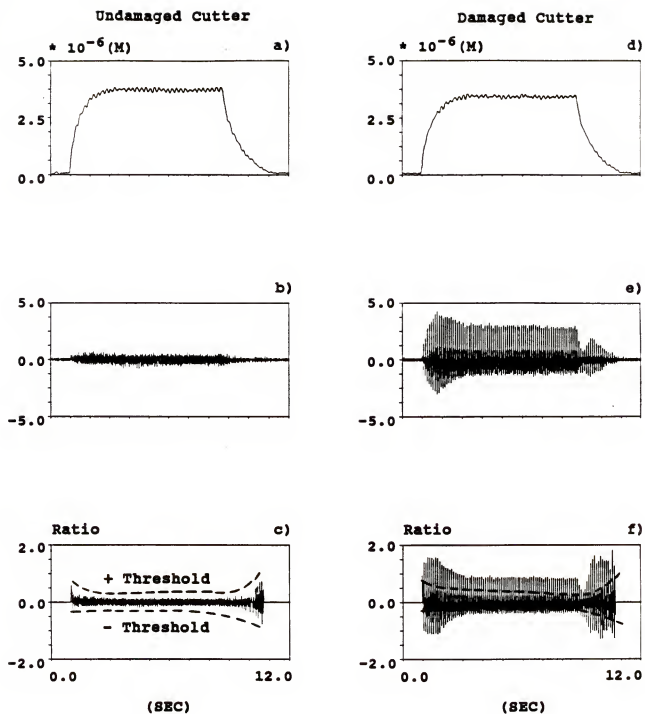 Undamaged Cutter
Damaged Cutter
* 10^-6 (M)
a)
5.0
2.5
0.0
* 10^-6 (M)
d)
5.0
2.5
0.0
b)
5.0
0.0
-5.0
e)
5.0
0.0
-5.0
Ratio
c)
2.0
+ Threshold
0.0
- Threshold
-2.0
0.0
12.0
(SEC)
Ratio
f)
2.0
0.0
-2.0
0.0
12.0
(SEC)